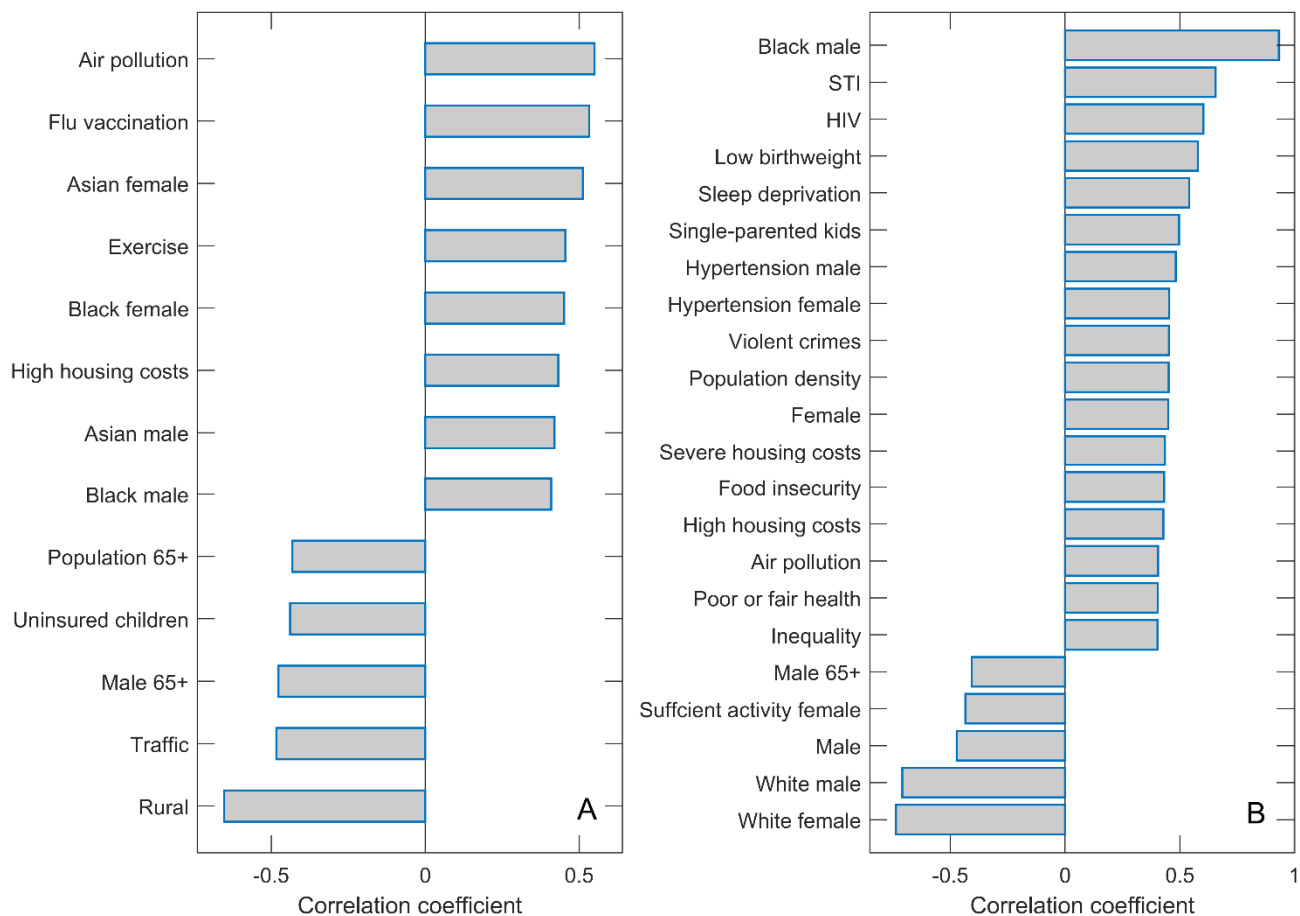 Air pollution
Flu vaccination
Asian female
Exercise
Black female
High housing costs
Asian male
Black male
Population 65+
Uninsured children
Male 65+
Traffic
Rural
A
-0.5
0
0.5
Correlation coefficient
Black male
STI
HIV
Low birthweight
Sleep deprivation
Single-parented kids
Hypertension male
Hypertension female
Violent crimes
Population density
Female
Severe housing costs
Food insecurity
High housing costs
Air pollution
Poor or fair health
Inequality
Male 65+
Suffcient activity female
Male
White male
White female
B
-0.5
0
0.5
1
Correlation coefficient